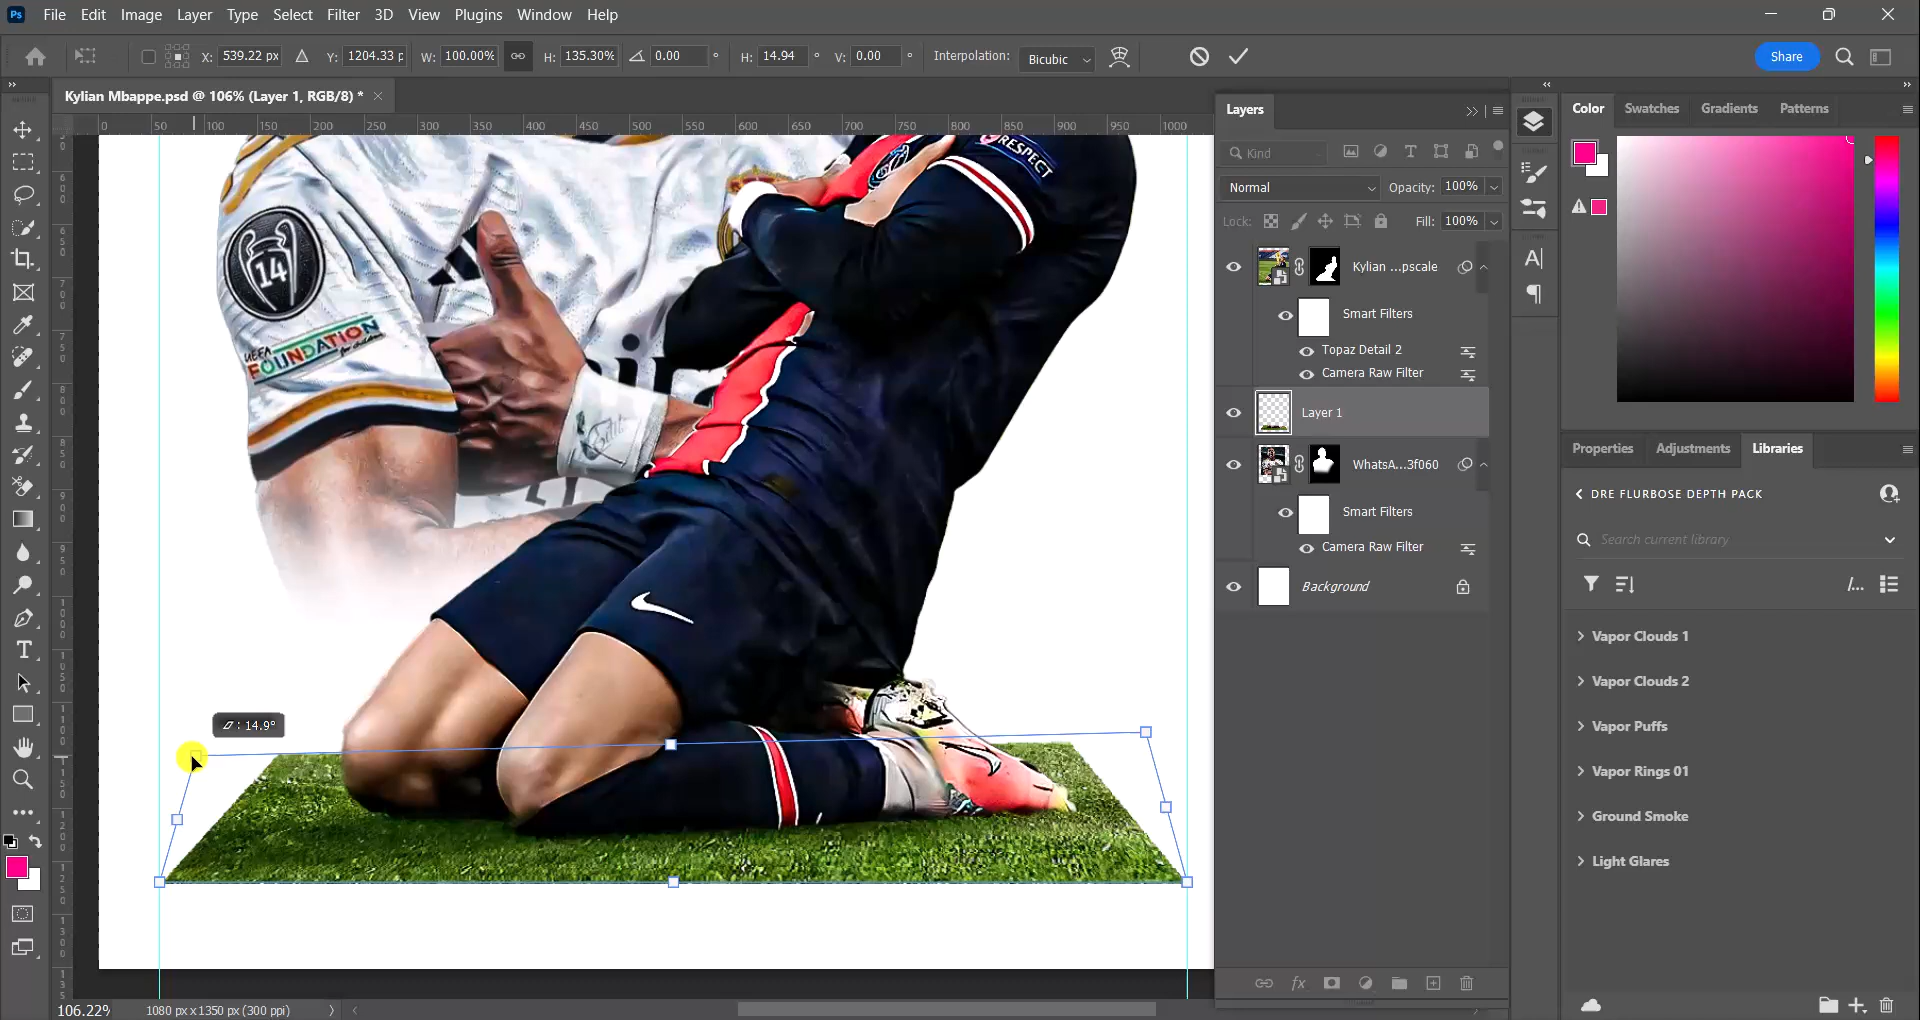 Ps File Edit Image Layer Type Select Filter 3D View Plugins Window Help
X: 539.22 px Y: 1204.33 p W: 100.00% H: 135.30% 0.00 ° H: 14.94 ° V: 0.00 ° Interpolation: Bicubic Share
Kylian Mbappe.psd @ 106% (Layer 1, RGB/8) * ×
0 50 100 150 200 250 300 350 400 450 500 550 600 650 700 750 800 850 900 950 1000
RESPECT
14
UEFA
FOUNDATION
: 14.9°
106.22% 1080 px x 1350 px (300 ppi)
Layers
Kind
Normal Opacity: 100%
Lock: Fill: 100%
Kylian ...pscale
Smart Filters
Topaz Detail 2
Camera Raw Filter
Layer 1
WhatsA...3f060
Smart Filters
Camera Raw Filter
Background
fx
Color Swatches Gradients Patterns
Properties Adjustments Libraries
DRE FLURBOSE DEPTH PACK
Search current library
/...
Vapor Clouds 1
Vapor Clouds 2
Vapor Puffs
Vapor Rings 01
Ground Smoke
Light Glares